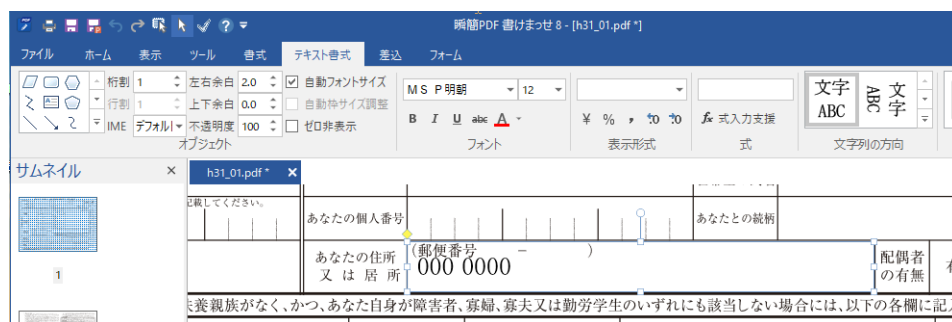 瞬簡PDF 書けまっせ 8 - [h31_01.pdf *]
ファイル ホーム 表示 ツール 書式 テキスト書式 差込 フォーム
桁割 1 左右余白 2.0 自動フォントサイズ
行割 1 上下余白 0.0 自動枠サイズ調整
IME デフォル 不透明度 100 ゼロ非表示
オブジェクト
MS P明朝 12
B I U abc A
フォント
¥ % , .0 .0
表示形式
fx 式入力支援
式
文字 ABC
ABC 文字
文字列の方向
サムネイル ×
h31_01.pdf * ×
1
記載してください。
あなたの個人番号
あなたとの続柄
あなたの住所
又は居所
(郵便番号 - )
000 0000
配偶者
の有無
養親族がなく、かつ、あなた自身が障害者、寡婦、寡夫又は勤労学生のいずれにも該当しない場合には、以下の各欄に記